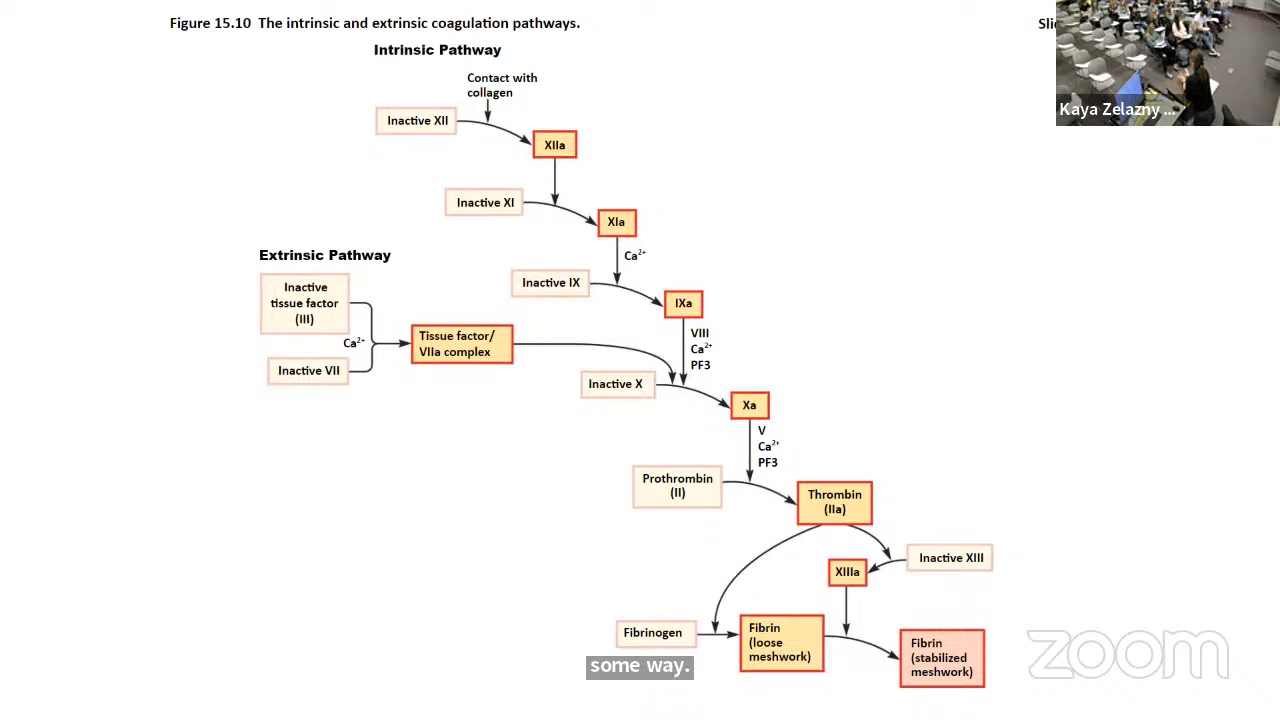 Figure 15.10 The intrinsic and extrinsic coagulation pathways.
Intrinsic Pathway
Contact with
collagen
Inactive XII
XIIa
Inactive XI
XIa
Ca²⁺
Extrinsic Pathway
Inactive
tissue factor
(III)
Ca²⁺
Inactive VII
Tissue factor/
VIIa complex
Inactive IX
IXa
VIII
Ca²⁺
PF3
Inactive X
Xa
V
Ca²⁺
PF3
Prothrombin
(II)
Thrombin
(IIa)
Inactive XIII
XIIIa
Fibrinogen
Fibrin
(loose
meshwork)
Fibrin
(stabilized
meshwork)
some way.
Kaya Zelazny ...
zoom